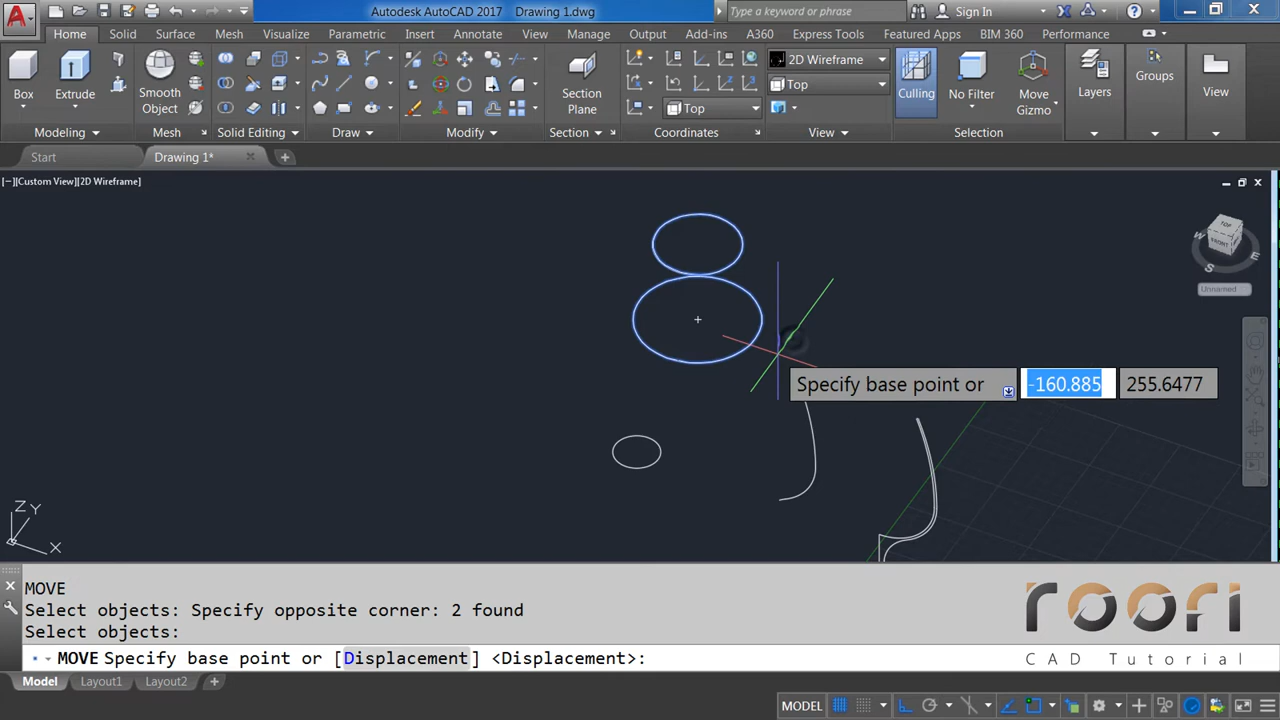 Autodesk AutoCAD 2017 Drawing 1.dwg
Type a keyword or phrase
Sign In
Home Solid Surface Mesh Visualize Parametric Insert Annotate View Manage Output Add-ins A360 Express Tools Featured Apps BIM 360 Performance
2D Wireframe
Top
Top
Box Extrude Smooth Object Section Plane Culling No Filter Move Gizmo Layers Groups View
Modeling Mesh Solid Editing Draw Modify Section Coordinates View Selection
Start Drawing 1*
[−][Custom View][2D Wireframe]
TOP
FRONT
W
S
E
Unnamed
Specify base point or -160.885 255.6477
Z Y
X
MOVE
Select objects: Specify opposite corner: 2 found
Select objects:
MOVE Specify base point or [Displacement] <Displacement>:
roofi
CAD Tutorial
Model Layout1 Layout2
MODEL